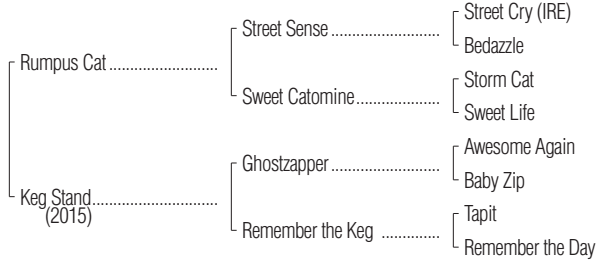 Street Cry (IRE)
Street Sense ........................
Bedazzle
Rumpus Cat ........................
Storm Cat
Sweet Catomine ..................
Sweet Life
Awesome Again
Ghostzapper ........................
Baby Zip
Keg Stand ............................
(2015)
Tapit
Remember the Keg .............
Remember the Day